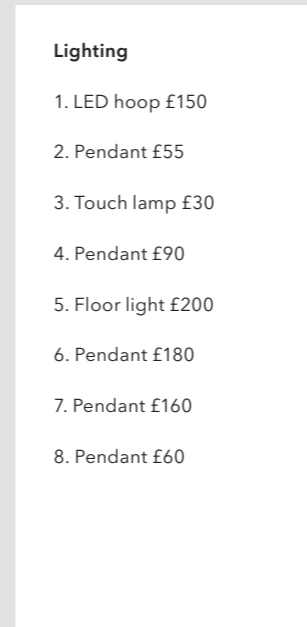 Lighting
1. LED hoop £150
2. Pendant £55
3. Touch lamp £30
4. Pendant £90
5. Floor light £200
6. Pendant £180
7. Pendant £160
8. Pendant £60